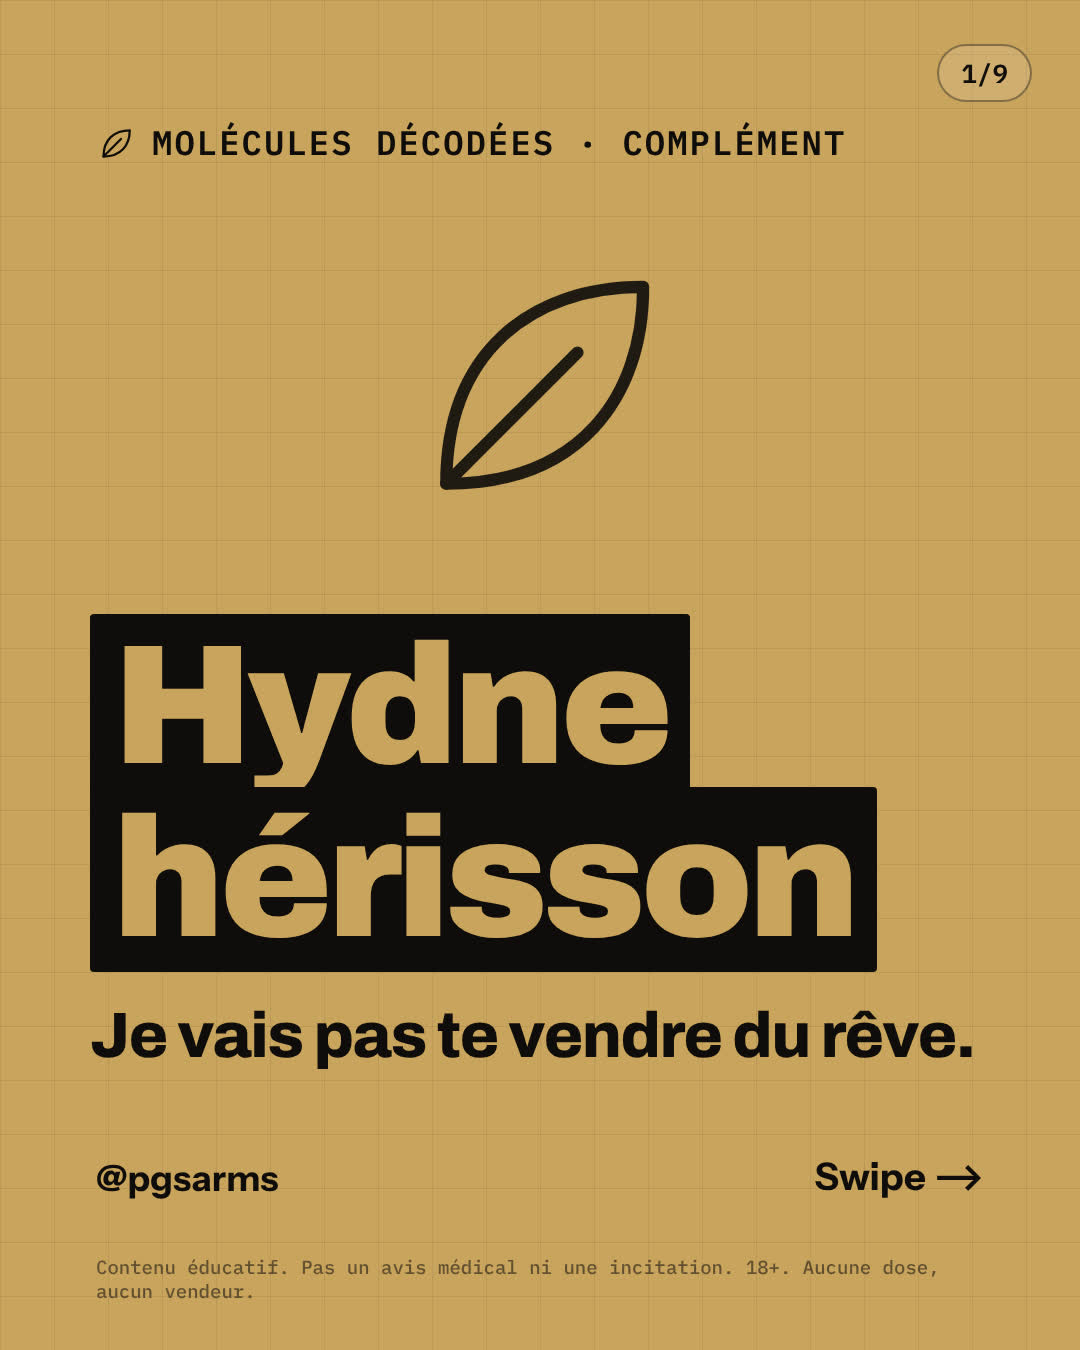 1/9
MOLÉCULES DÉCODÉES · COMPLÉMENT
Hydne
hérisson
Je vais pas te vendre du rêve.
@pgsarms
Swipe →
Contenu éducatif. Pas un avis médical ni une incitation. 18+. Aucune dose,
aucun vendeur.